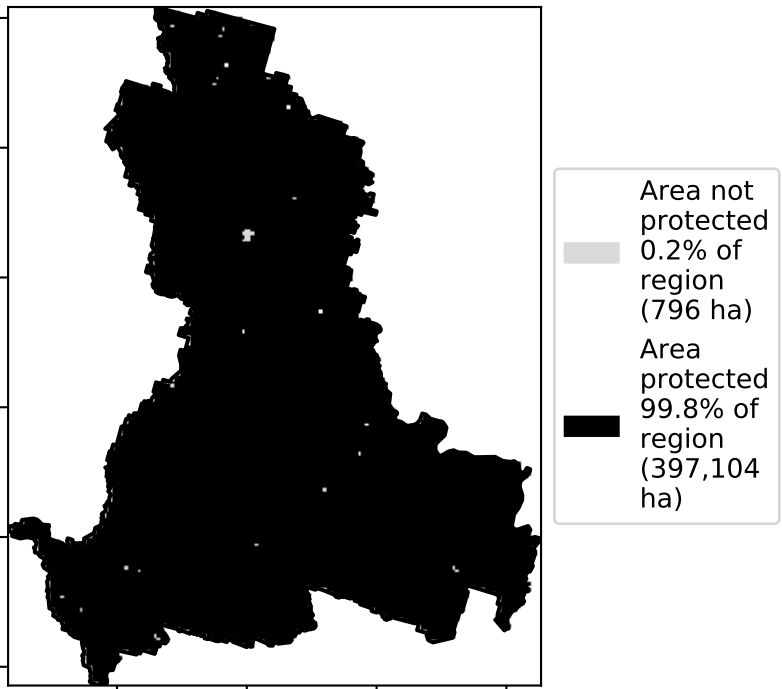 Area not
protected
0.2% of
region
(796 ha)
Area
protected
99.8% of
region
(397,104
ha)